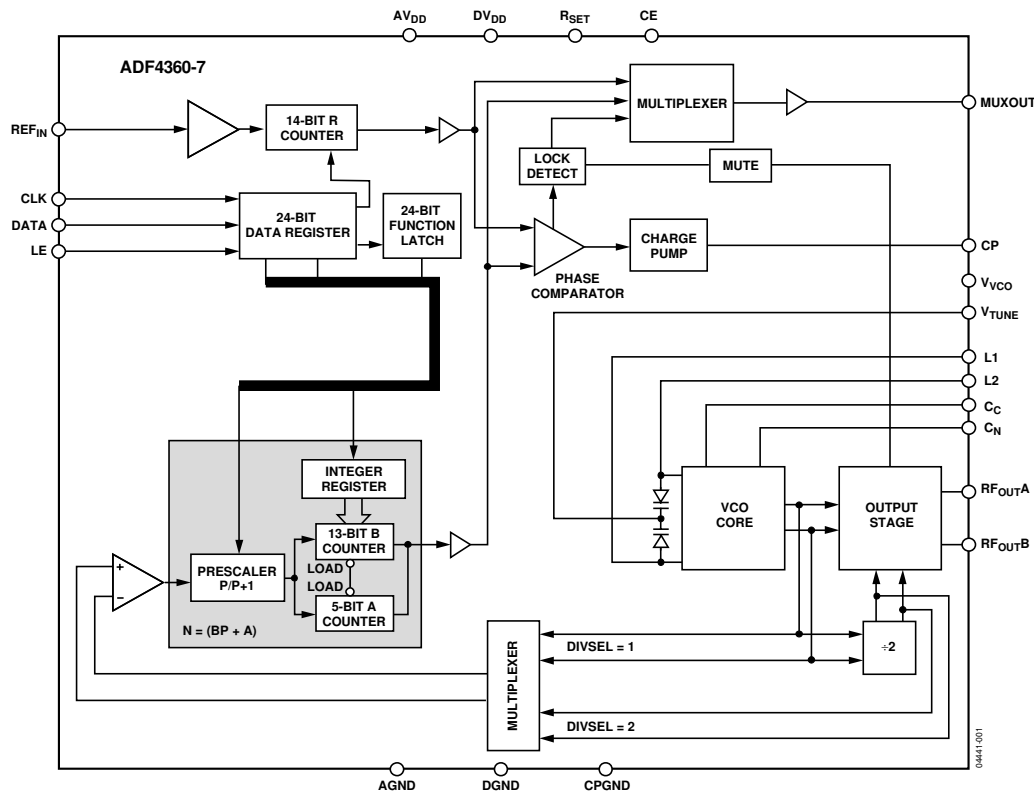 AVDD
DVDD
RSET
CE
ADF4360-7
MULTIPLEXER
MUXOUT
REFIN
14-BIT R
COUNTER
LOCK
DETECT
MUTE
CLK
DATA
LE
24-BIT
DATA REGISTER
24-BIT
FUNCTION
LATCH
CHARGE
PUMP
CP
PHASE
COMPARATOR
VVCO
VTUNE
L1
L2
CC
CN
INTEGER
REGISTER
VCO
CORE
OUTPUT
STAGE
RFOUTA
RFOUTB
13-BIT B
COUNTER
PRESCALER
P/P+1
LOAD
LOAD
5-BIT A
COUNTER
+
−
N = (BP + A)
MULTIPLEXER
DIVSEL = 1
÷2
DIVSEL = 2
04441-001
AGND
DGND
CPGND